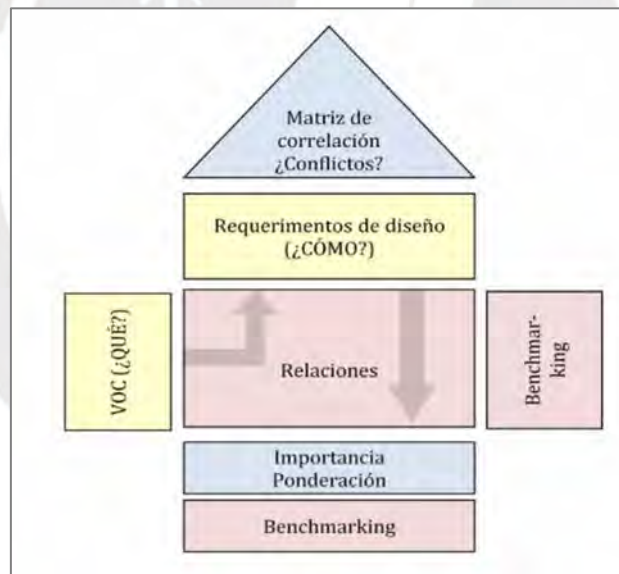 Matriz de
correlación
¿Conflictos?
Requerimentos de diseño
(¿CÓMO?)
VOC (¿QUÉ?)
Relaciones
Benchmar-
king
Importancia
Ponderación
Benchmarking